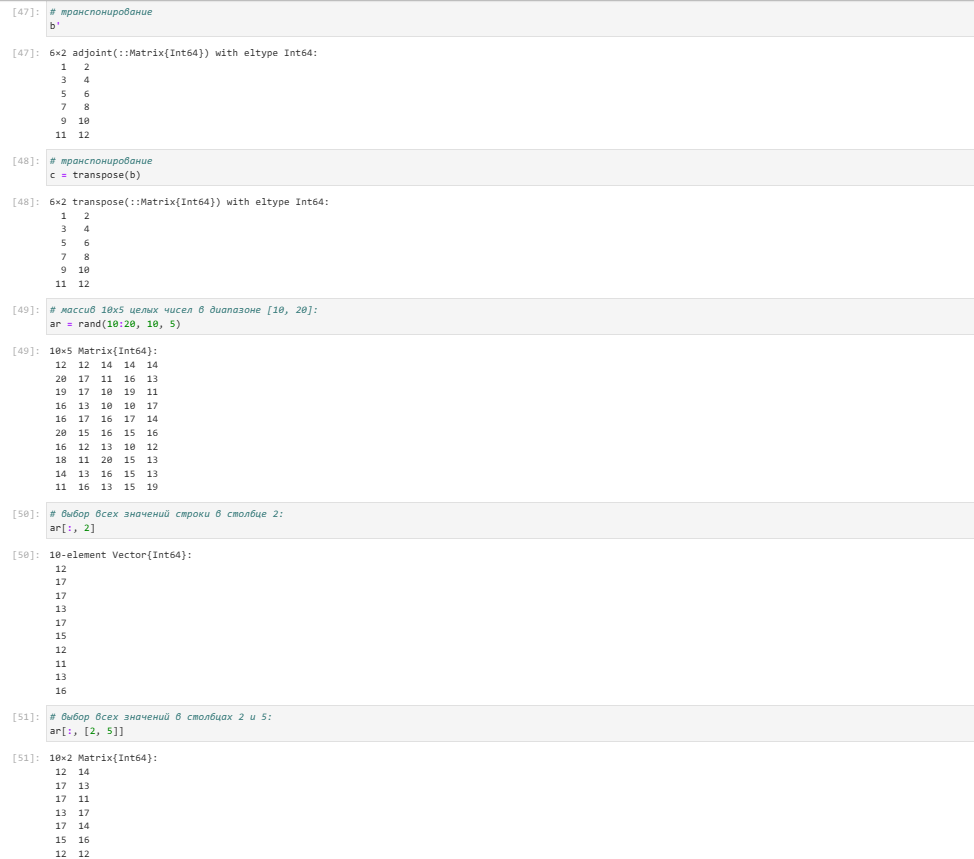 [47]: # транспонирование
b'
[47]: 6×2 adjoint(::Matrix{Int64}) with eltype Int64:
1 2
3 4
5 6
7 8
9 10
11 12
[48]: # транспонирование
c = transpose(b)
[48]: 6×2 transpose(::Matrix{Int64}) with eltype Int64:
1 2
3 4
5 6
7 8
9 10
11 12
[49]: # массив 10x5 целых чисел в диапазоне [10, 20]:
ar = rand(10:20, 10, 5)
[49]: 10×5 Matrix{Int64}:
12 12 14 14 14
20 17 11 16 13
19 17 10 19 11
16 13 10 10 17
16 17 16 17 14
20 15 16 15 16
16 12 13 10 12
18 11 20 15 13
14 13 16 15 13
11 16 13 15 19
[50]: # выбор всех значений строки в столбце 2:
ar[:, 2]
[50]: 10-element Vector{Int64}:
12
17
17
13
17
15
12
11
13
16
[51]: # выбор всех значений в столбцах 2 и 5:
ar[:, [2, 5]]
[51]: 10×2 Matrix{Int64}:
12 14
17 13
17 11
13 17
17 14
15 16
12 12